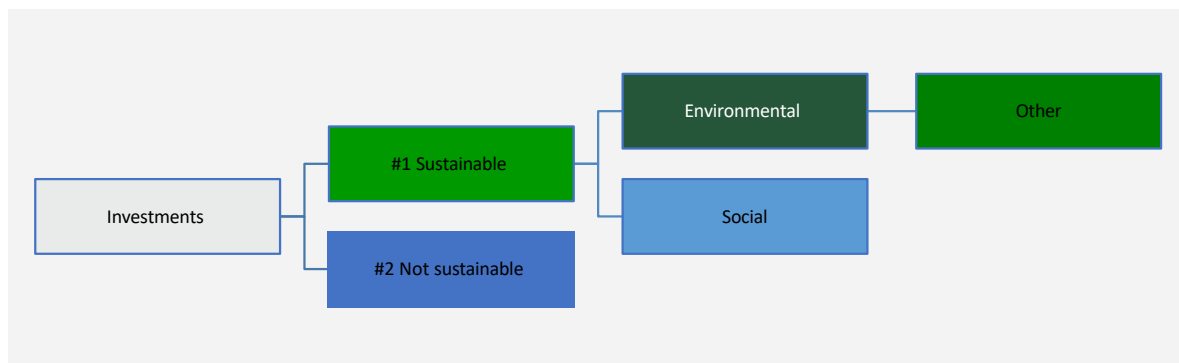 Investments
#1 Sustainable
#2 Not sustainable
Environmental
Social
Other